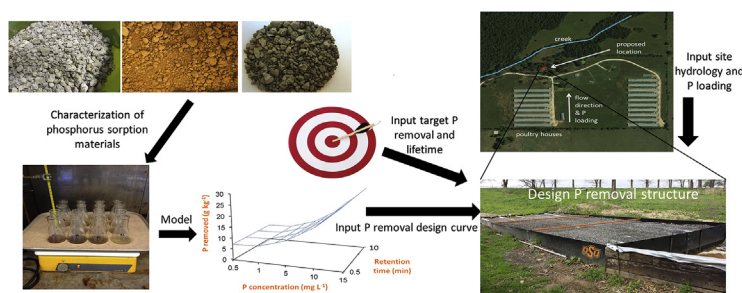 creek
proposed
location
Input site
hydrology and
P loading
Characterization of
phosphorus sorption
materials
Input target P
removal and
lifetime
flow
direction
& P
loading
poultry houses
Design P removal structure
Model
P removed (g kg⁻¹)
30
25
20
15
10
5
0
0.5
1
5
10
15
0.5
10
Retention
time (min)
P concentration (mg L⁻¹)
Input P removal design curve
OSU